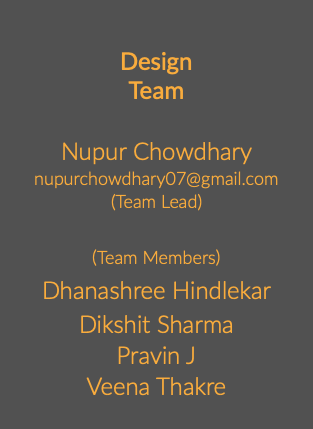 Design
Team
Nupur Chowdhary
nupurchowdhary07@gmail.com
(Team Lead)
(Team Members)
Dhanashree Hindlekar
Dikshit Sharma
Pravin J
Veena Thakre